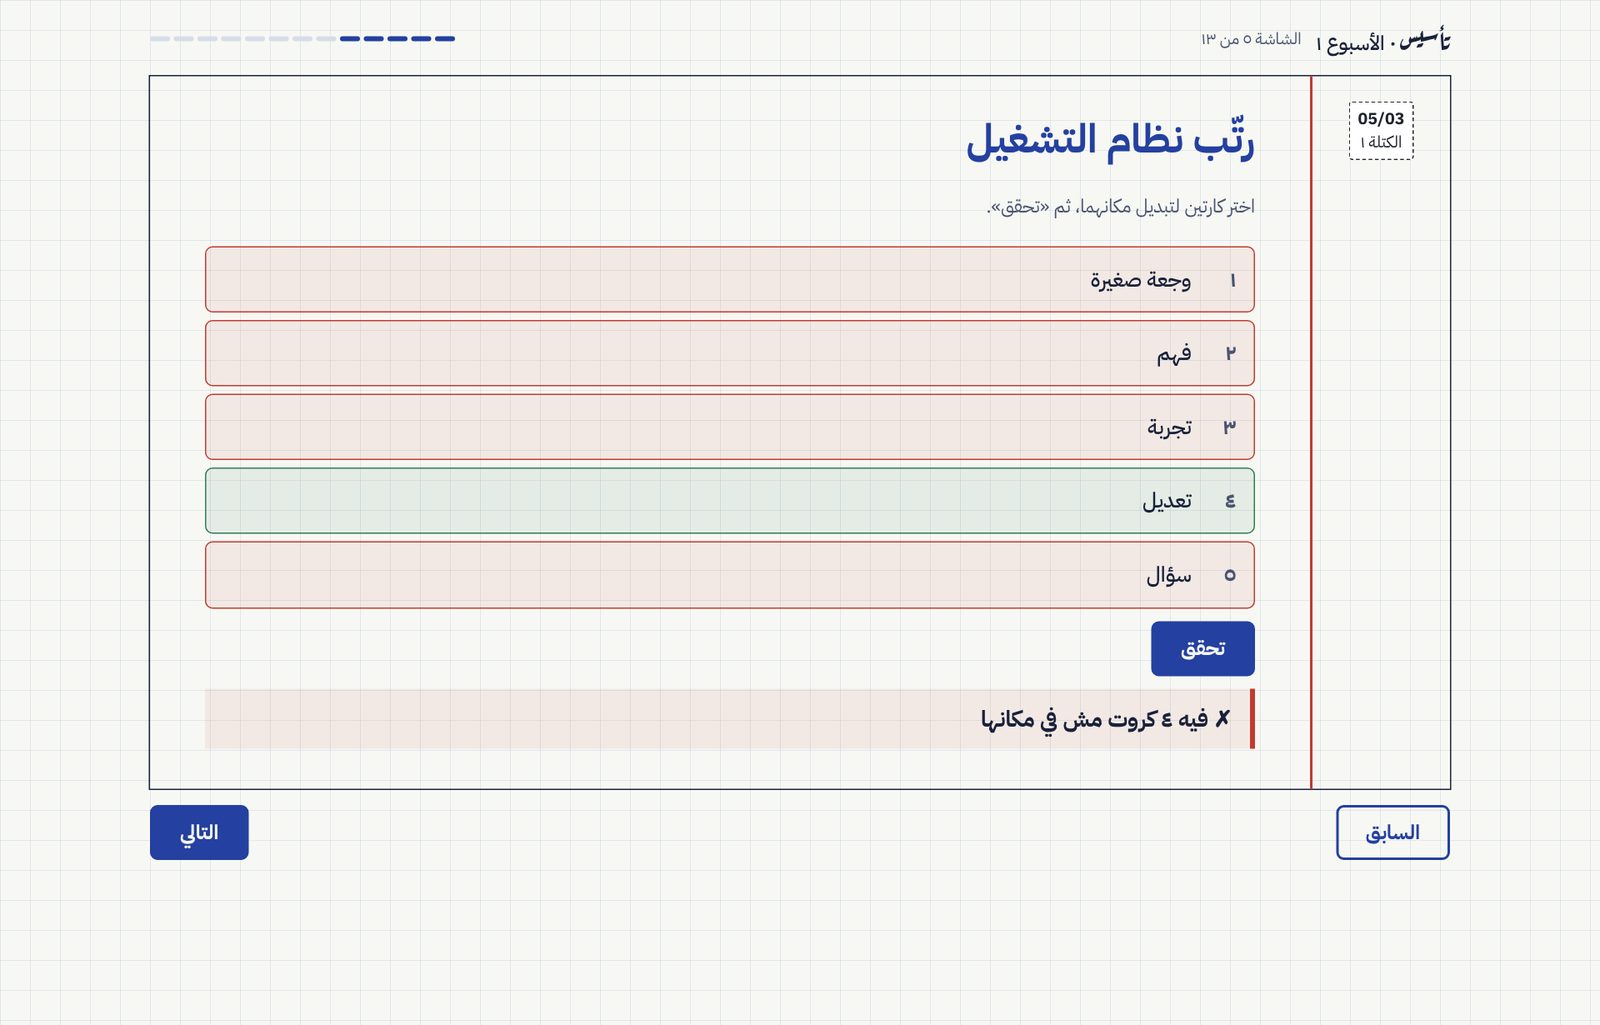 تأسيس · الأسبوع ١
الشاشة ٥ من ١٣
05/03
الكتلة ١
رتّب نظام التشغيل
اختر كارتين لتبديل مكانهما، ثم «تحقق».
١ وجعة صغيرة
٢ فهم
٣ تجربة
٤ تعديل
٥ سؤال
تحقق
✗ فيه ٤ كروت مش في مكانها
السابق
التالي